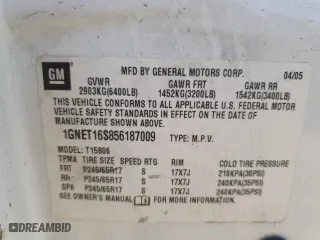 GM
MFD BY GENERAL MOTORS CORP. 04/05
GVWR GAWR FRT GAWR RR
2903KG(6400LB) 1452KG(3200LB) 1542KG(3400LB)
THIS VEHICLE CONFORMS TO ALL APPLICABLE U.S. FEDERAL
MOTOR VEHICLE SAFETY AND THEFT PREVENTION STANDARDS
IN EFFECT ON THE DATE OF MANUFACTURE SHOWN ABOVE.
1GNET16S856187009 TYPE: M.P.V.
MODEL: T15806
TPMA TIRE SIZE SPEED RTG RIM COLD TIRE PRESSURE
FRT P245/65R17 S 17X7J 210KPA(30PSI)
RR P245/65R17 S 17X7J 240KPA(35PSI)
SPA P245/65R17 S 17X7J 240KPA(35PSI)
SEE OWNER'S MANUAL FOR MORE INFORMATION.